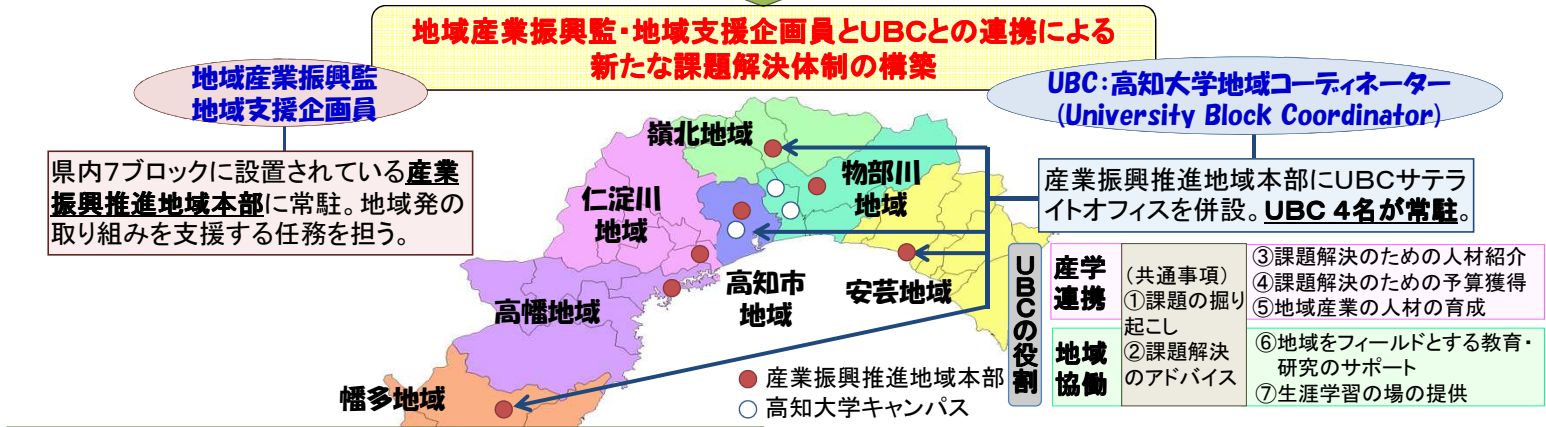 地域産業振興監・地域支援企画員とUBCとの連携による
新たな課題解決体制の構築
地域産業振興監
地域支援企画員
県内7ブロックに設置されている産業
振興推進地域本部に常駐。地域発の
取り組みを支援する任務を担う。
UBC:高知大学地域コーディネーター
(University Block Coordinator)
産業振興推進地域本部にUBCサテラ
イトオフィスを併設。UBC 4名が常駐。
嶺北地域
物部川
地域
仁淀川
地域
高知市
地域
安芸地域
高幡地域
幡多地域
産業振興推進地域本部
高知大学キャンパス
UBCの役割
産学
連携
地域
協働
(共通事項)
①課題の掘り
起こし
②課題解決
のアドバイス
③課題解決のための人材紹介
④課題解決のための予算獲得
⑤地域産業の人材の育成
⑥地域をフィールドとする教育・
研究のサポート
⑦生涯学習の場の提供